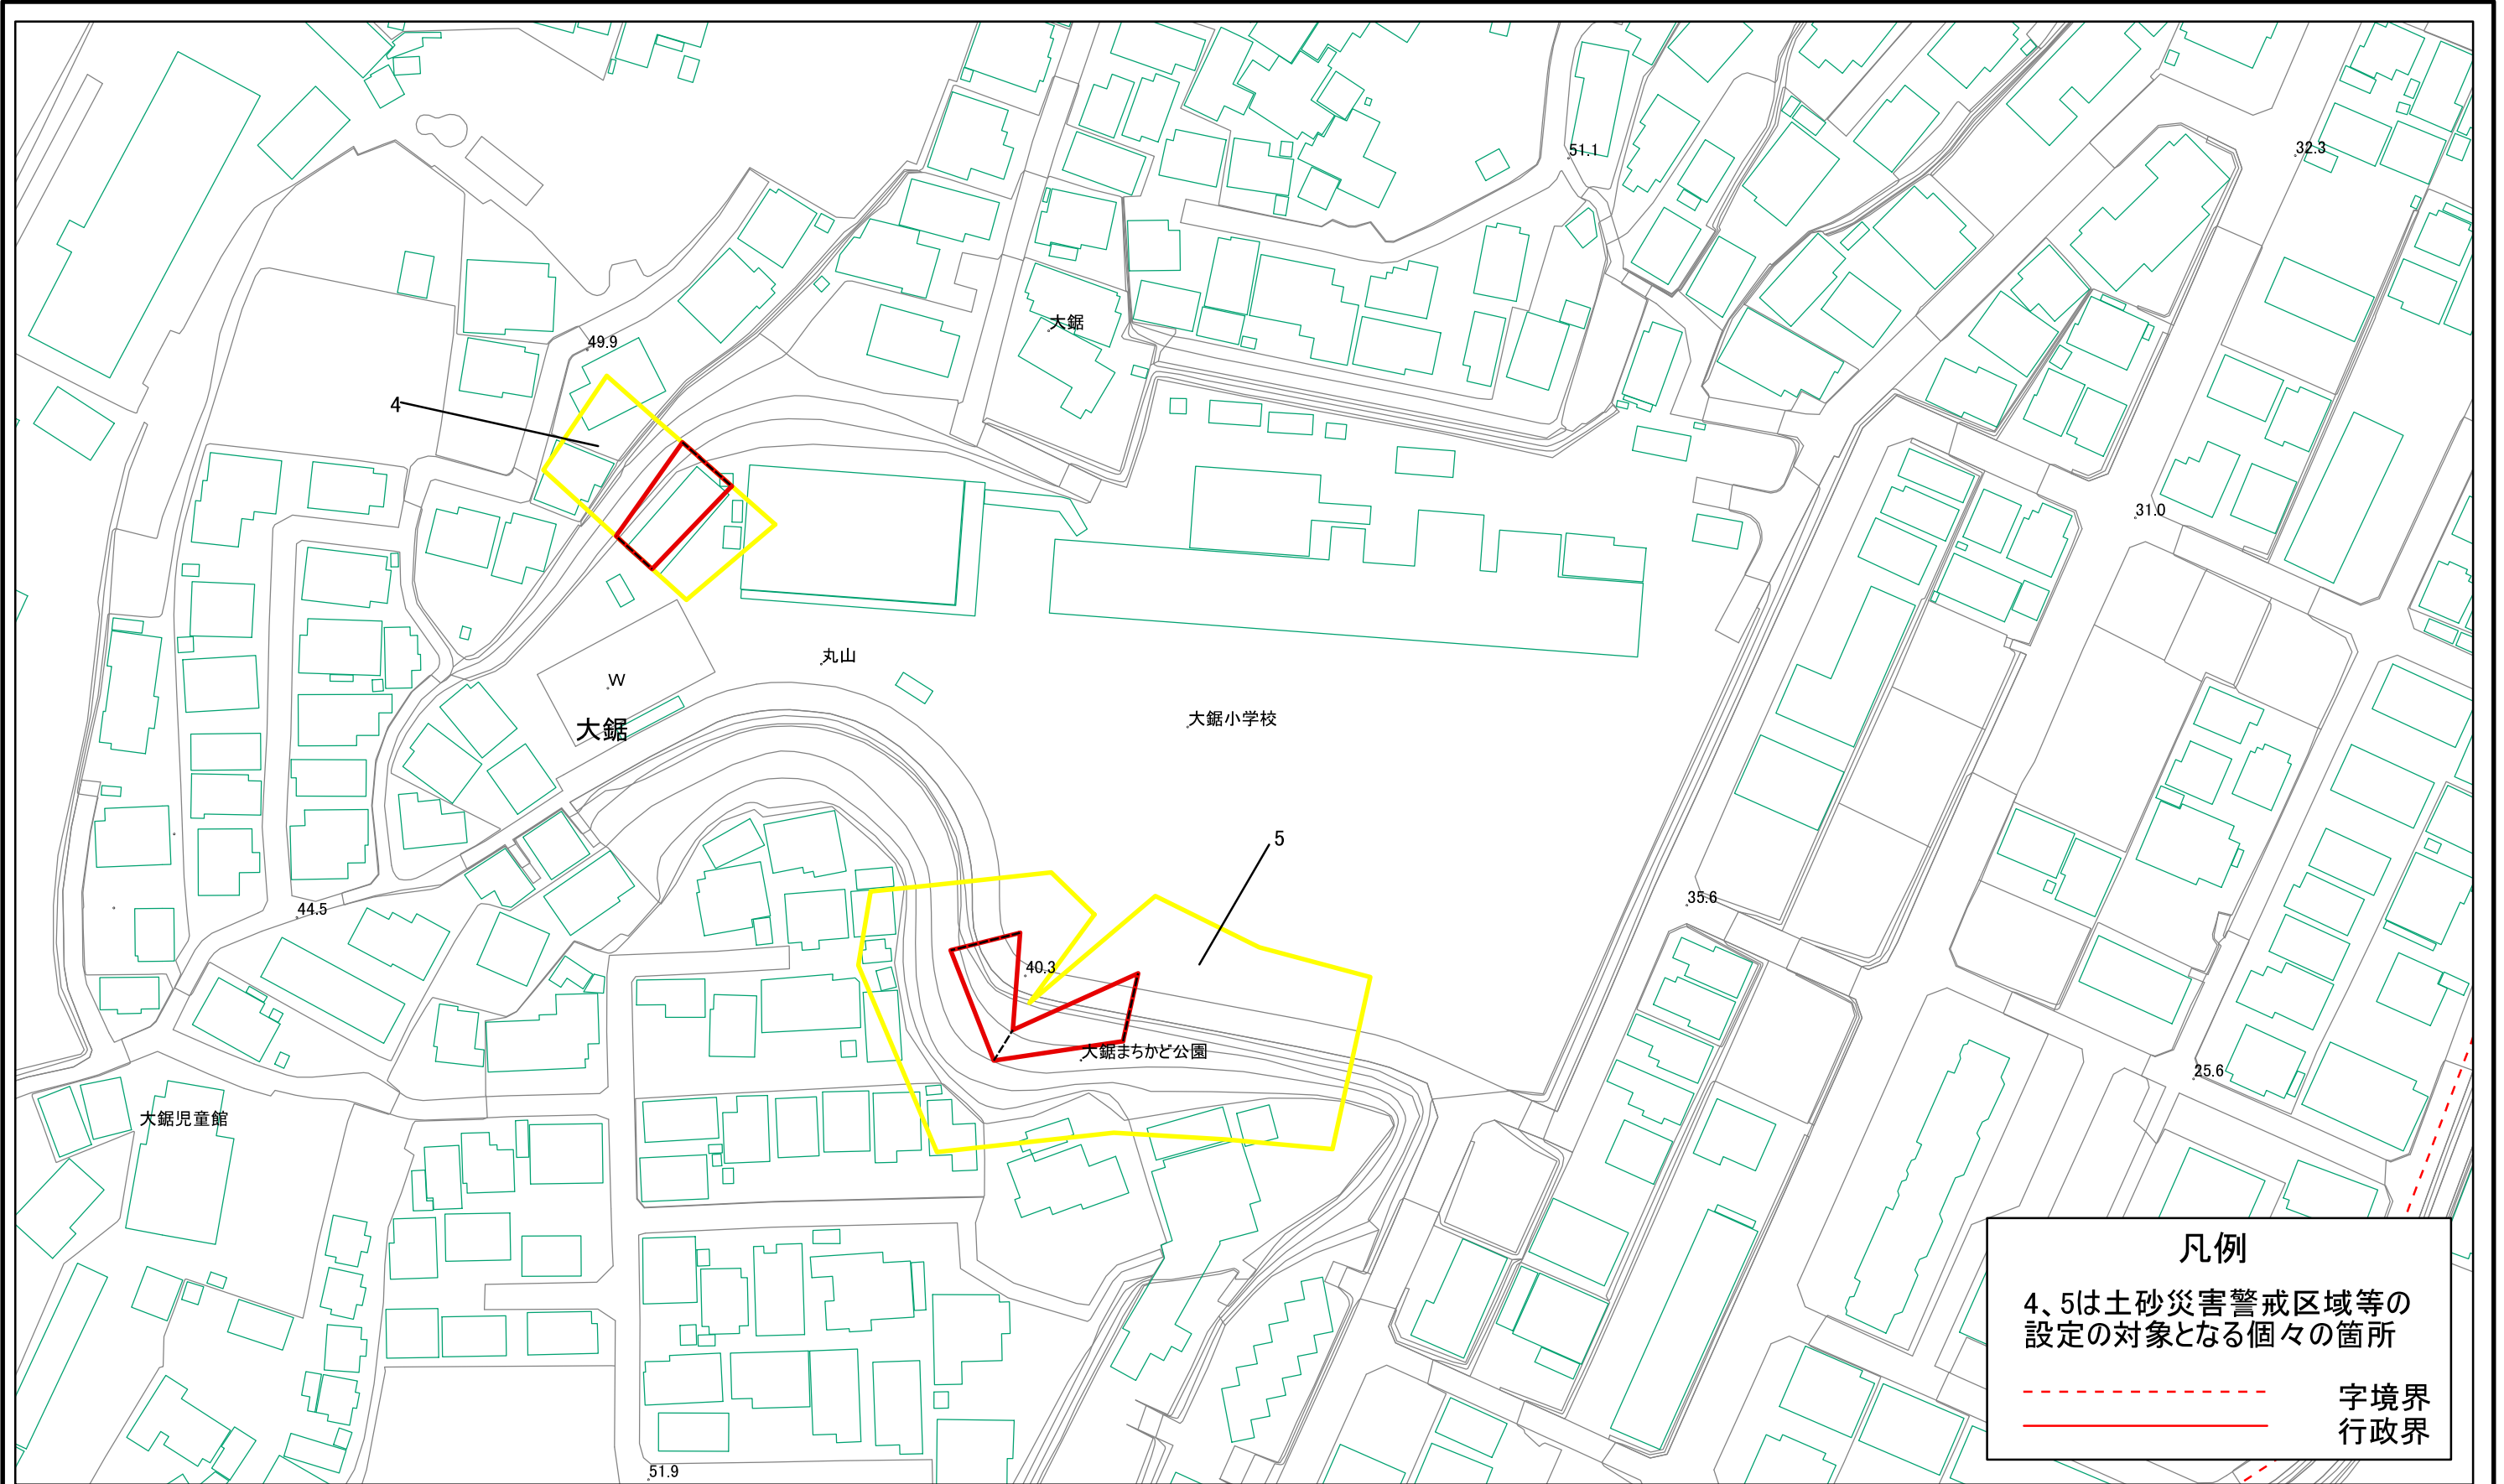 51.1
32.3
大鋸
49.9
4
31.0
丸山
W
大鋸小学校
大鋸
5
35.6
44.5
40.3
大鋸まちかど公園
25.6
大鋸児童館
凡例
4、5は土砂災害警戒区域等の
設定の対象となる個々の箇所
字境界
行政界
51.9